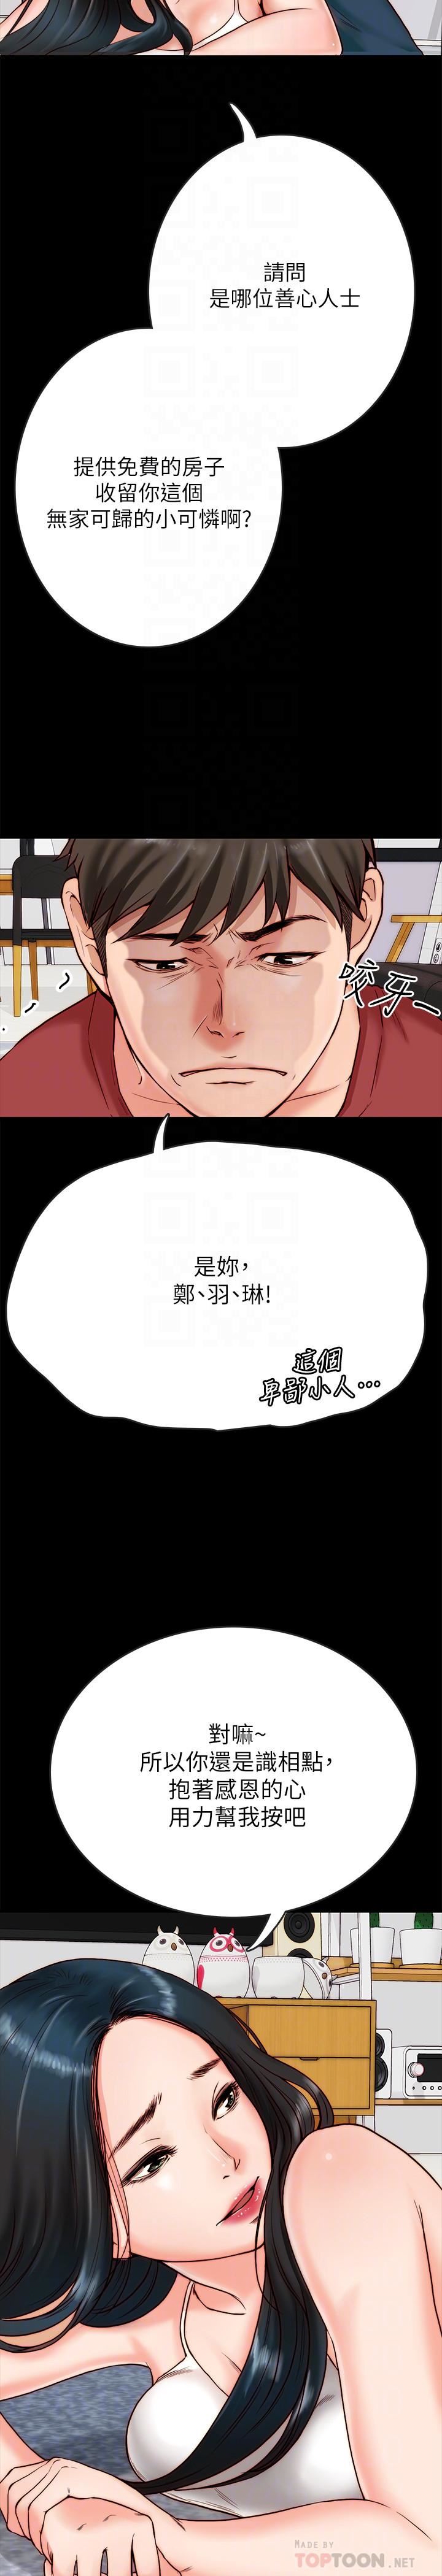 請問
是哪位善心人士
提供免費的房子
收留你這個
無家可歸的小可憐啊?
咬牙—
是妳，
鄭、羽、琳!
這個
卑鄙小人…
對嘛~
所以你還是識相點，
抱著感恩的心
用力幫我按吧
MADE BY
TOPTOON.NET